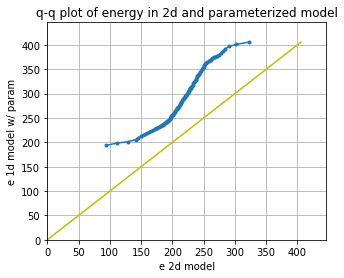 q-q plot of energy in 2d and parameterized model
e 1d model w/ param
400
350
300
250
200
150
100
50
0
0 50 100 150 200 250 300 350 400
e 2d model